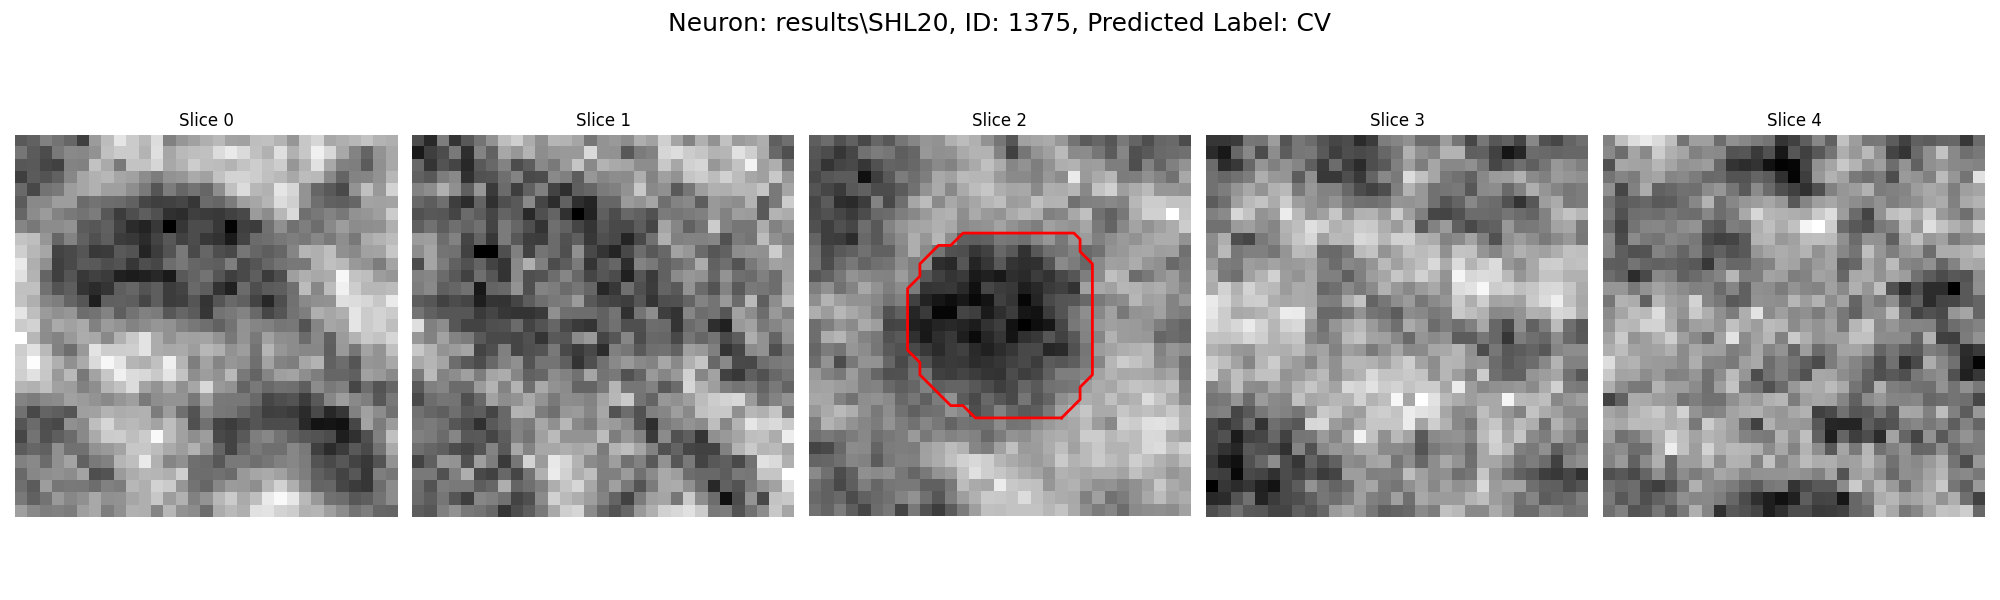 Neuron: results\SHL20, ID: 1375, Predicted Label: CV
Slice 0
Slice 1
Slice 2
Slice 3
Slice 4